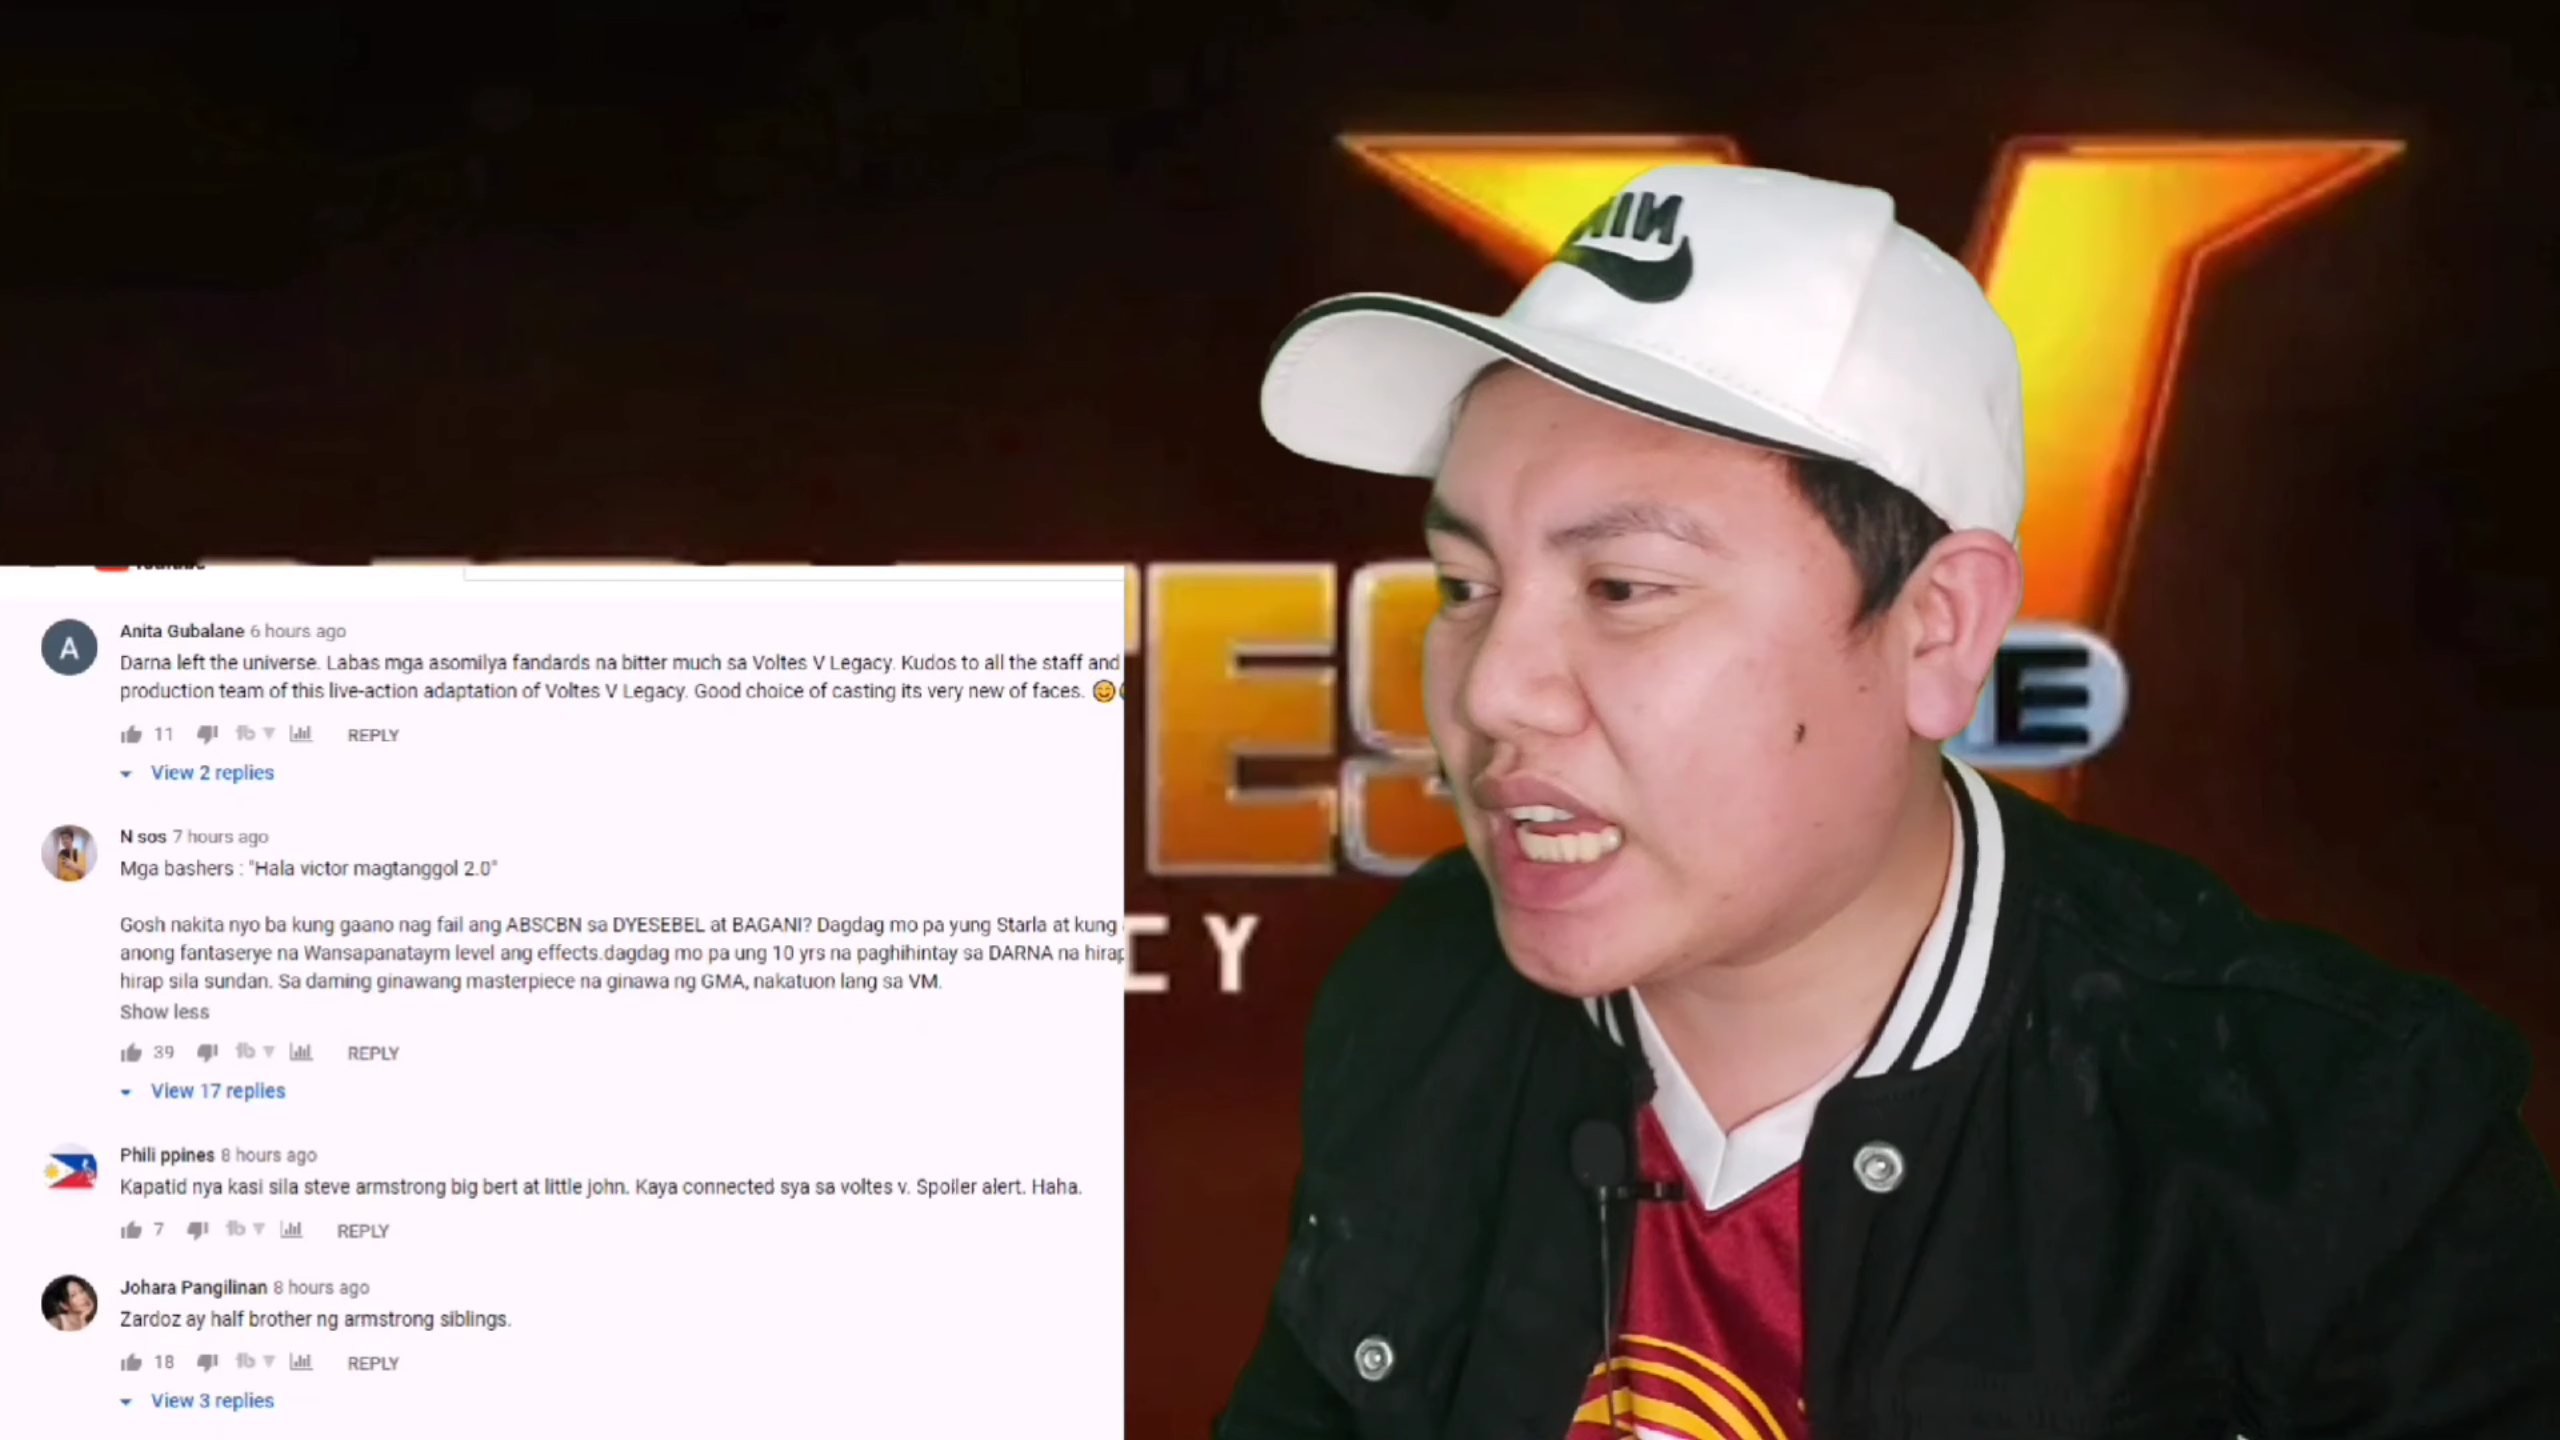 Anita Gubalane 6 hours ago
Darna left the universe. Labas mga asomilya fandards na bitter much sa Voltes V Legacy. Kudos to all the staff and
production team of this live-action adaptation of Voltes V Legacy. Good choice of casting its very new of faces. 😊
11 REPLY
View 2 replies
N sos 7 hours ago
Mga bashers : "Hala victor magtanggol 2.0"
Gosh nakita nyo ba kung gaano nag fail ang ABSCBN sa DYESEBEL at BAGANI? Dagdag mo pa yung Starla at kung
anong fantaserye na Wansapanataym level ang effects.dagdag mo pa ung 10 yrs na paghihintay sa DARNA na hirap
hirap sila sundan. Sa daming ginawang masterpiece na ginawa ng GMA, nakatuon lang sa VM.
Show less
39 REPLY
View 17 replies
Phili ppines 8 hours ago
Kapatid nya kasi sila steve armstrong big bert at little john. Kaya connected sya sa voltes v. Spoiler alert. Haha.
7 REPLY
Johara Pangilinan 8 hours ago
Zardoz ay half brother ng armstrong siblings.
18 REPLY
View 3 replies
ES
E
CY